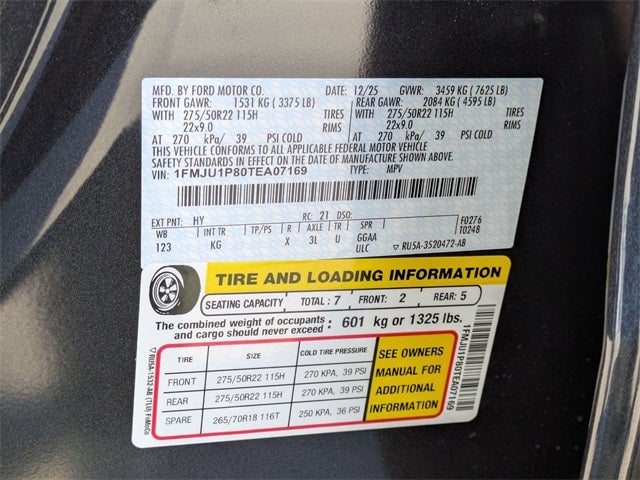 MFD. BY FORD MOTOR CO. 12/25 GVWR: 3459 KG ( 7625 LB)
FRONT GAWR: 1531 KG ( 3375 LB) REAR GAWR: 2084 KG ( 4595 LB)
WITH 275/50R22 115H TIRES WITH 275/50R22 115H TIRES
22x9.0 RIMS 22x9.0 RIMS
AT 270 kPa/ 39 PSI COLD AT 270 kPa/ 39 PSI COLD
THIS VEHICLE CONFORMS TO ALL APPLICABLE FEDERAL MOTOR VEHICLE
SAFETY STANDARDS IN EFFECT ON THE DATE OF MANUFACTURE SHOWN ABOVE.
VIN: 1FMJU1P80TEA07169 TYPE: MPV
EXT PNT: HY RC: 21 DSO:
WB INT TR TP/PS R AXLE TR SPR F0276
123 KG X 3L U GGAA T0248
ULC ▽RU5A-3520472-AB
TIRE AND LOADING INFORMATION
SEATING CAPACITY TOTAL: 7 FRONT: 2 REAR: 5
The combined weight of occupants and cargo should never exceed: 601 kg or 1325 lbs.
TIRE SIZE COLD TIRE PRESSURE
FRONT 275/50R22 115H 270 KPA, 39 PSI
REAR 275/50R22 115H 270 KPA, 39 PSI
SPARE 265/70R18 116T 250 KPA, 36 PSI
SEE OWNERS
MANUAL FOR
ADDITIONAL
INFORMATION
▽RU5A-1532-AB (TLU) FoMoCo
1FMJU1P80TEA07169